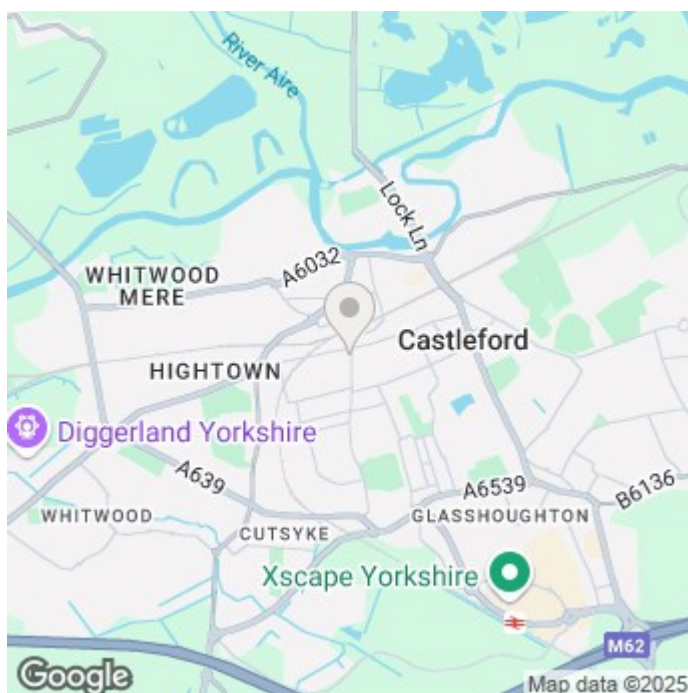 River Aire
Lock Ln
A6032
WHITWOOD
MERE
Castleford
HIGHTOWN
Diggerland Yorkshire
A639
A6539
B6136
WHITWOOD
GLASSHOUGHTON
CUTSYKE
Xscape Yorkshire
M62
Google
Map data ©2025